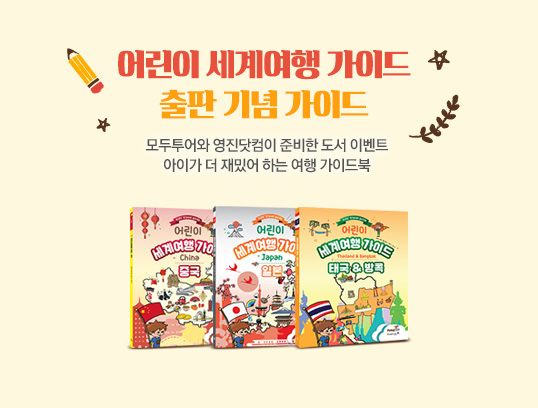 어린이 세계여행 가이드
출판 기념 가이드
모두투어와 영진닷컴이 준비한 도서 이벤트
아이가 더 재밌어 하는 여행 가이드북
어린이
세계여행 가이
China
중국
어린이
세계여행 가이
Japan
일본
어린이
세계여행 가이드
Thailand & Bangkok
태국 & 방콕